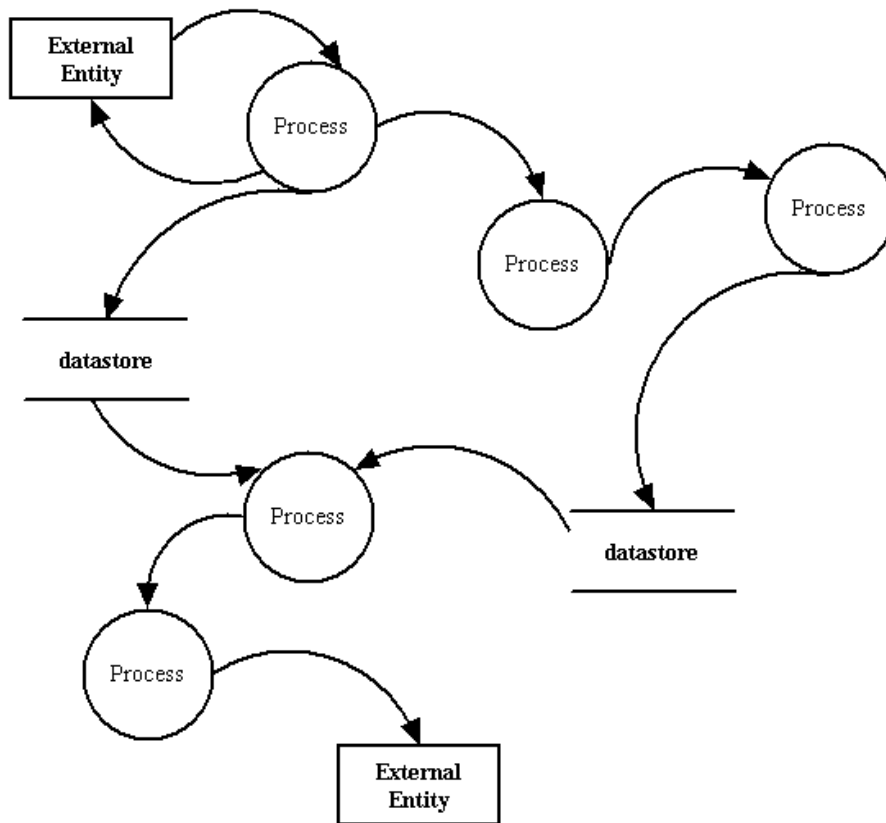 External
Entity
Process
Process
Process
datastore
Process
datastore
Process
External
Entity